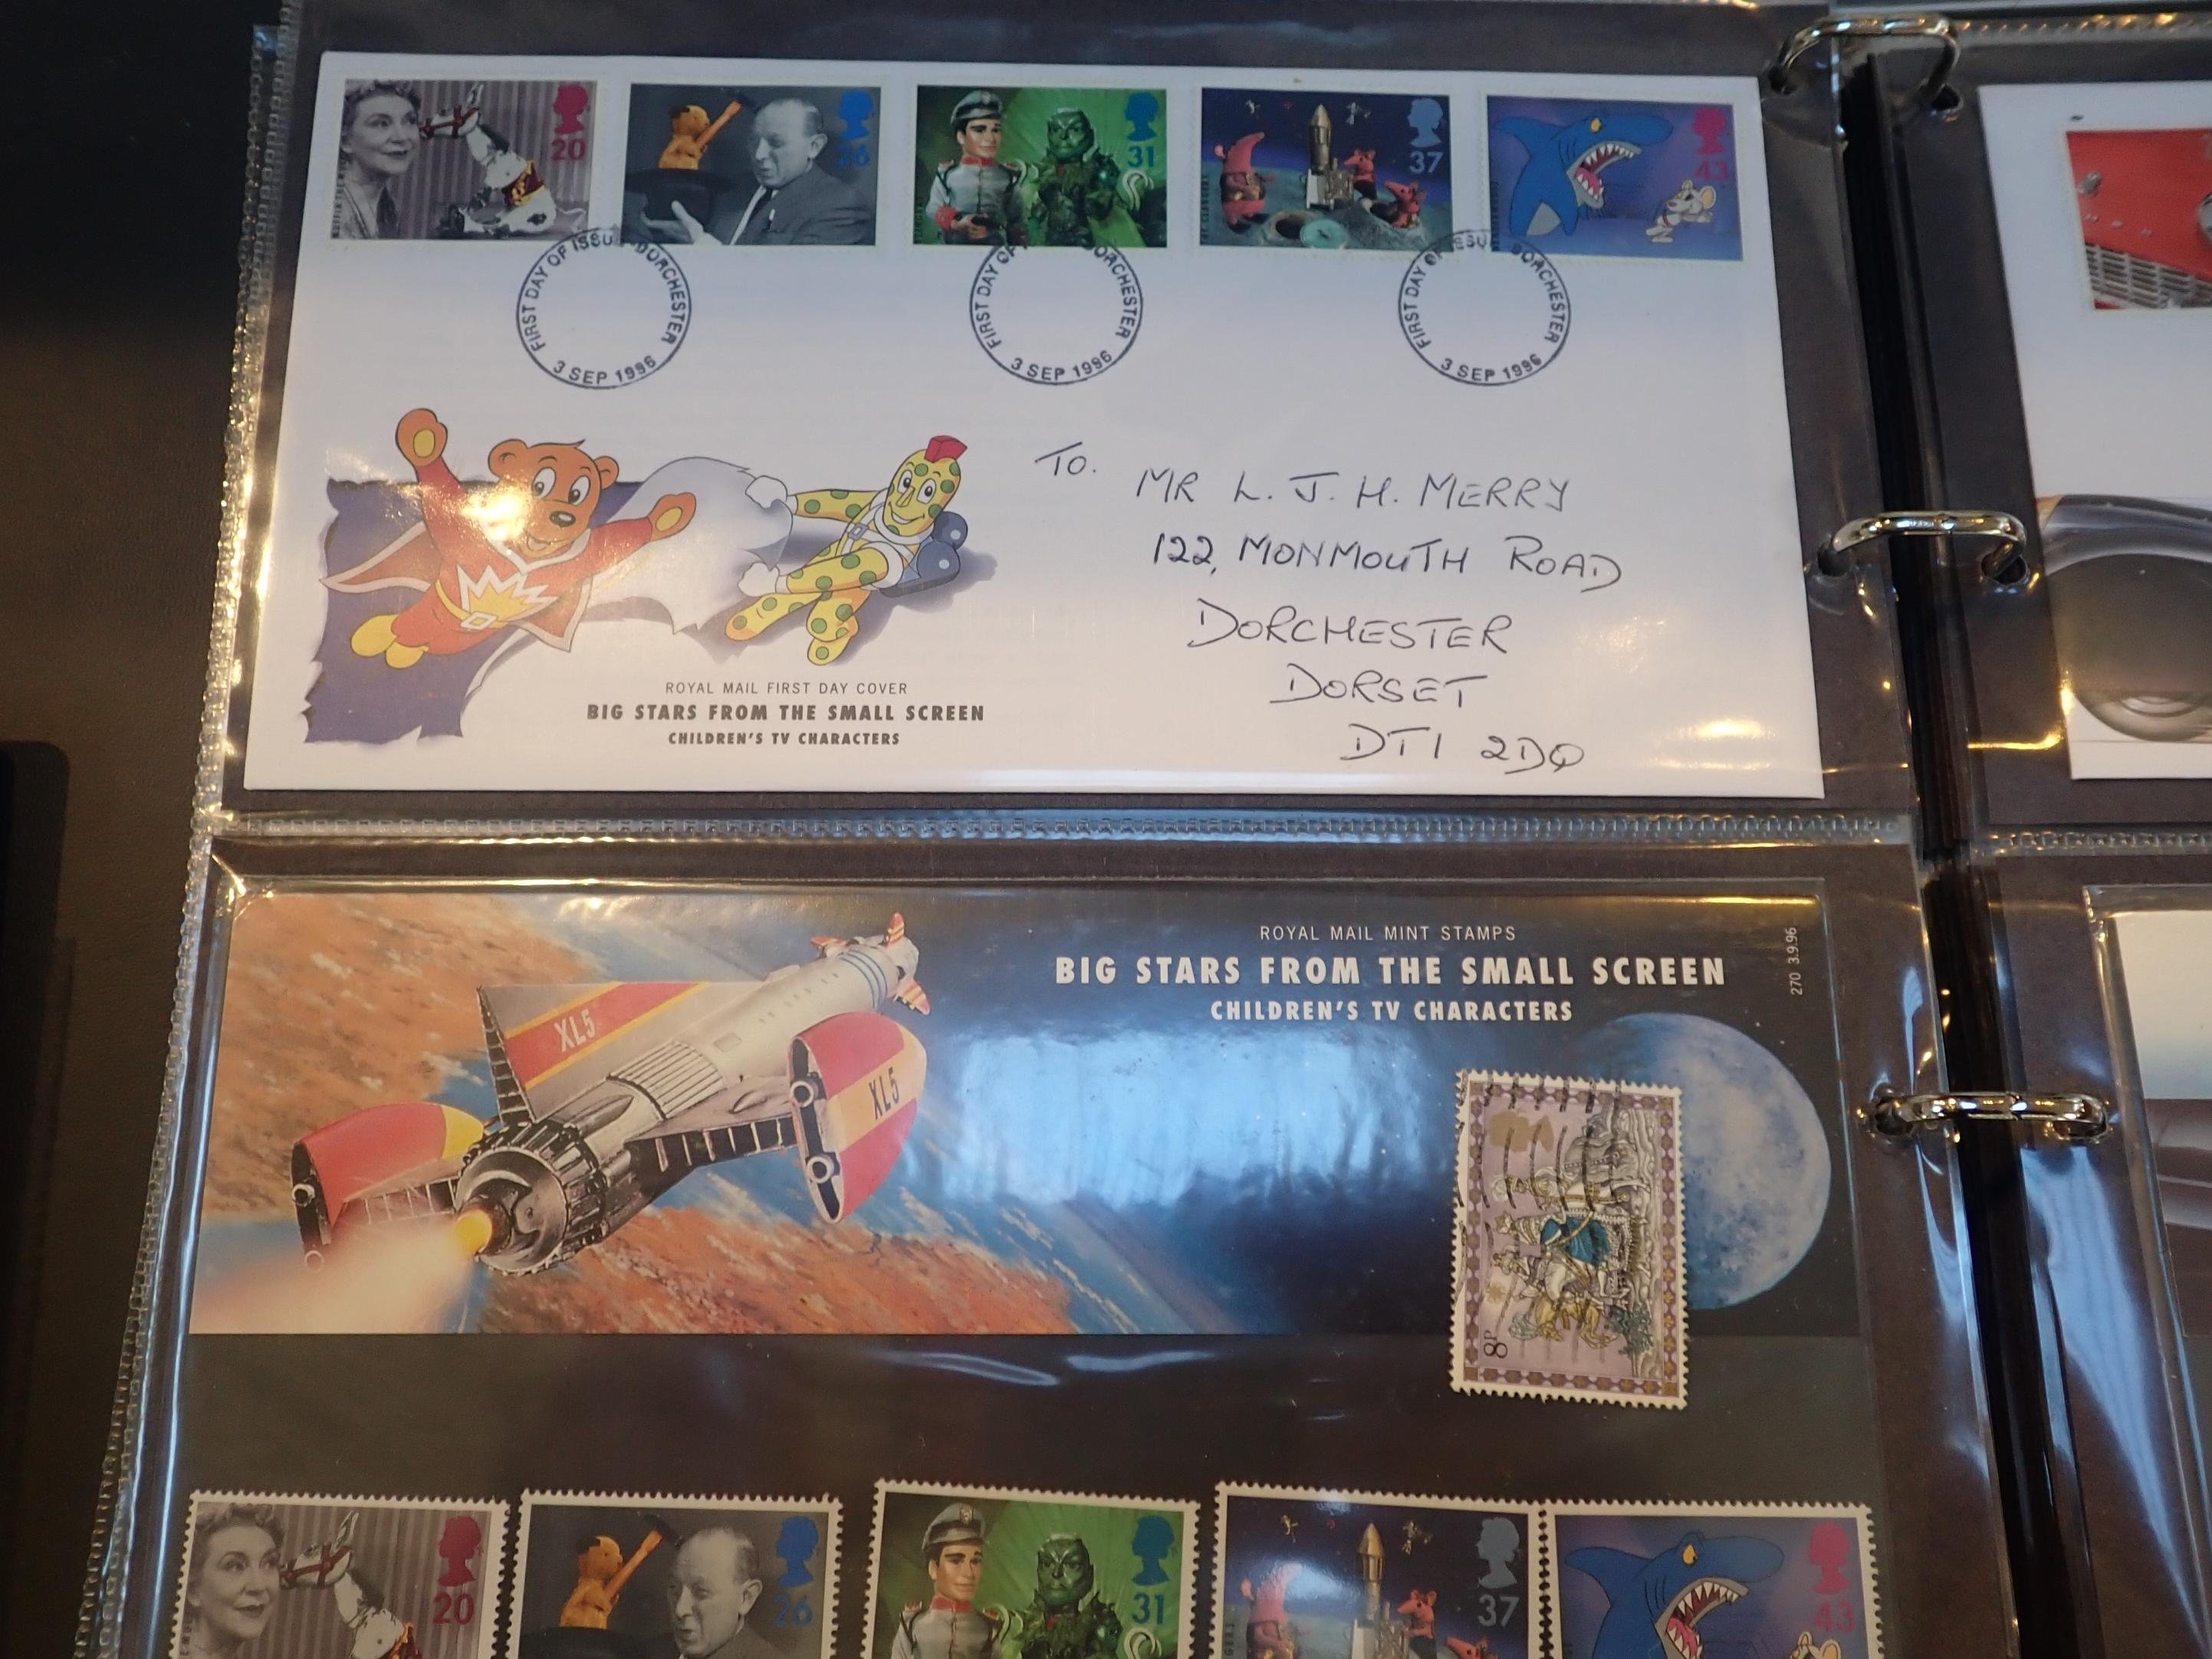 20
26
31
37
43
FIRST DAY OF ISSUE DORCHESTER
3 SEP 1996
FIRST DAY OF DORCHESTER
3 SEP 1996
FIRST DAY OF ISSUE DORCHESTER
3 SEP 1996
TO.
MR L. J. H. MERRY
122, MONMOUTH ROAD
DORCHESTER
DORSET
DT1 2DQ
ROYAL MAIL FIRST DAY COVER
BIG STARS FROM THE SMALL SCREEN
CHILDREN'S TV CHARACTERS
ROYAL MAIL MINT STAMPS
BIG STARS FROM THE SMALL SCREEN
CHILDREN'S TV CHARACTERS
270 3.9.96
XL5
XL5
8P
20
26
31
37
43